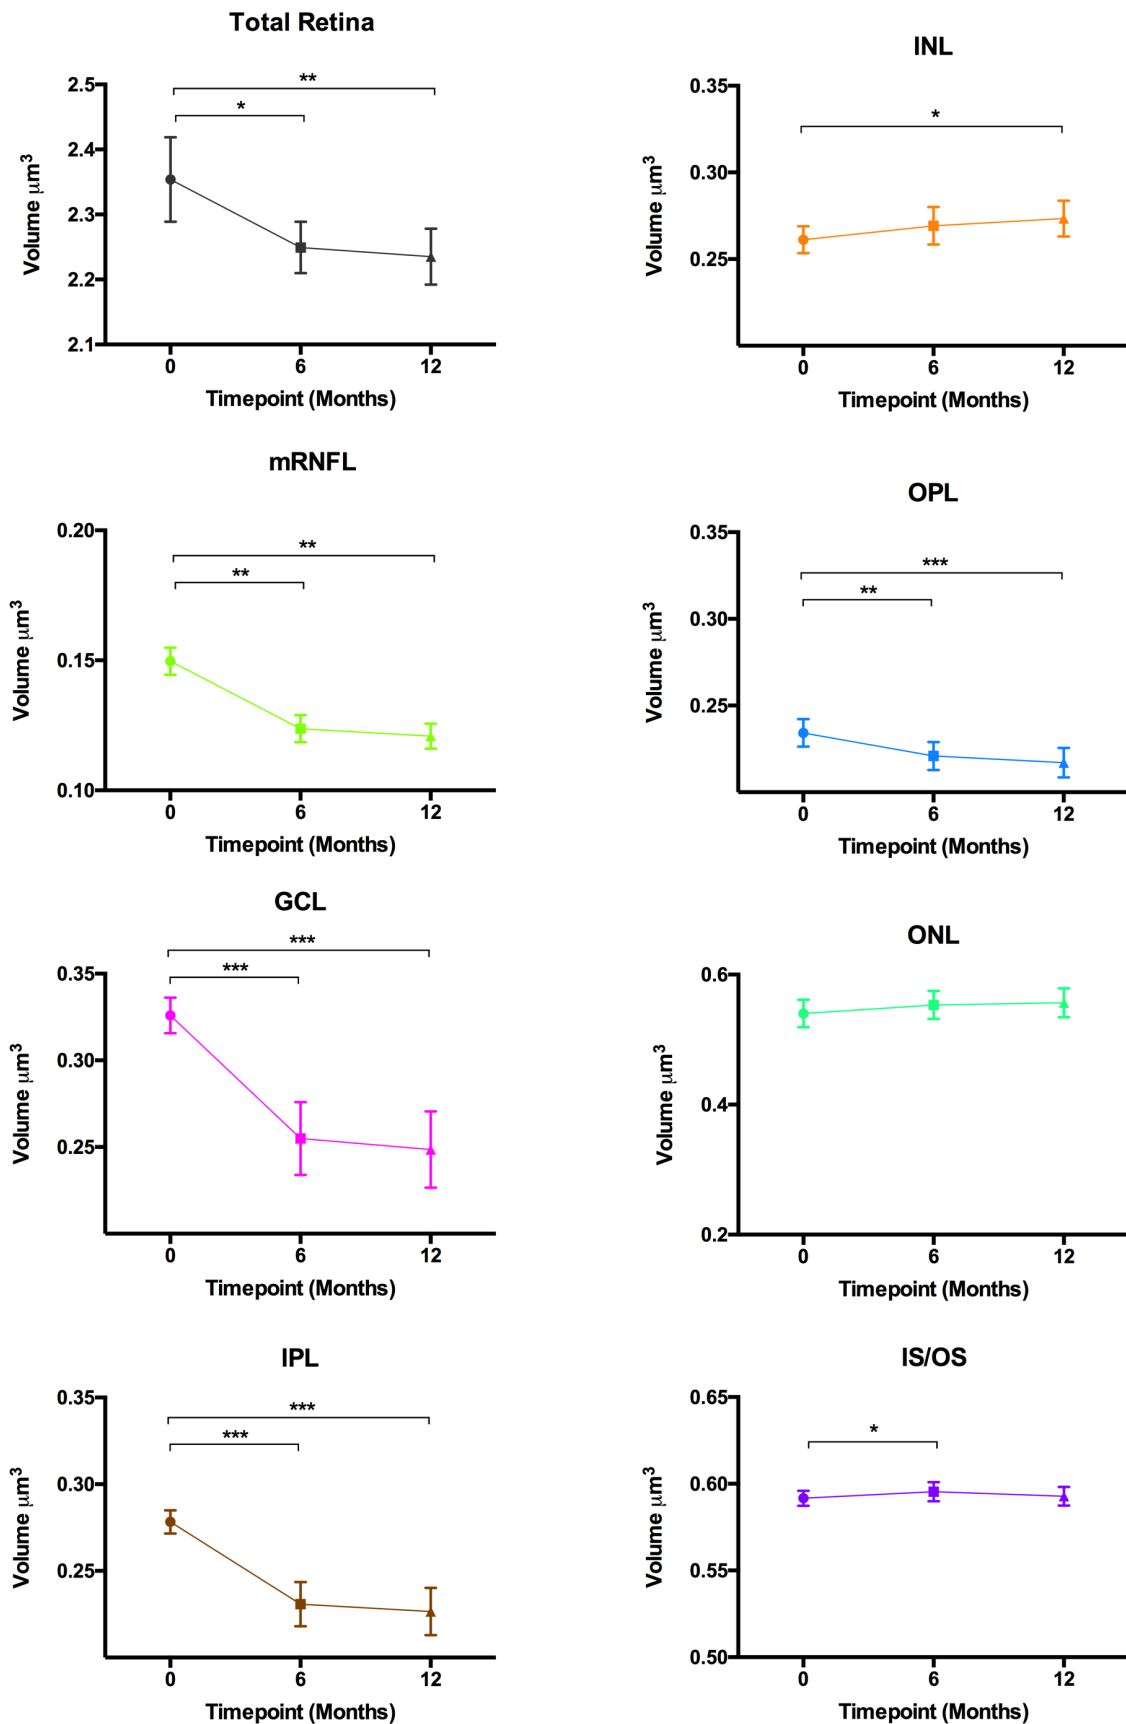 Total Retina
**
*
2.5
2.4
2.3
2.2
2.1
Volume μm³
0 6 12
Timepoint (Months)
INL
*
0.35
0.30
0.25
Volume μm³
0 6 12
Timepoint (Months)
mRNFL
**
**
0.20
0.15
0.10
Volume μm³
0 6 12
Timepoint (Months)
OPL
***
**
0.35
0.30
0.25
Volume μm³
0 6 12
Timepoint (Months)
GCL
***
***
0.35
0.30
0.25
Volume μm³
0 6 12
Timepoint (Months)
ONL
0.6
0.4
0.2
Volume μm³
0 6 12
Timepoint (Months)
IPL
***
***
0.35
0.30
0.25
Volume μm³
0 6 12
Timepoint (Months)
IS/OS
*
0.65
0.60
0.55
0.50
Volume μm³
0 6 12
Timepoint (Months)